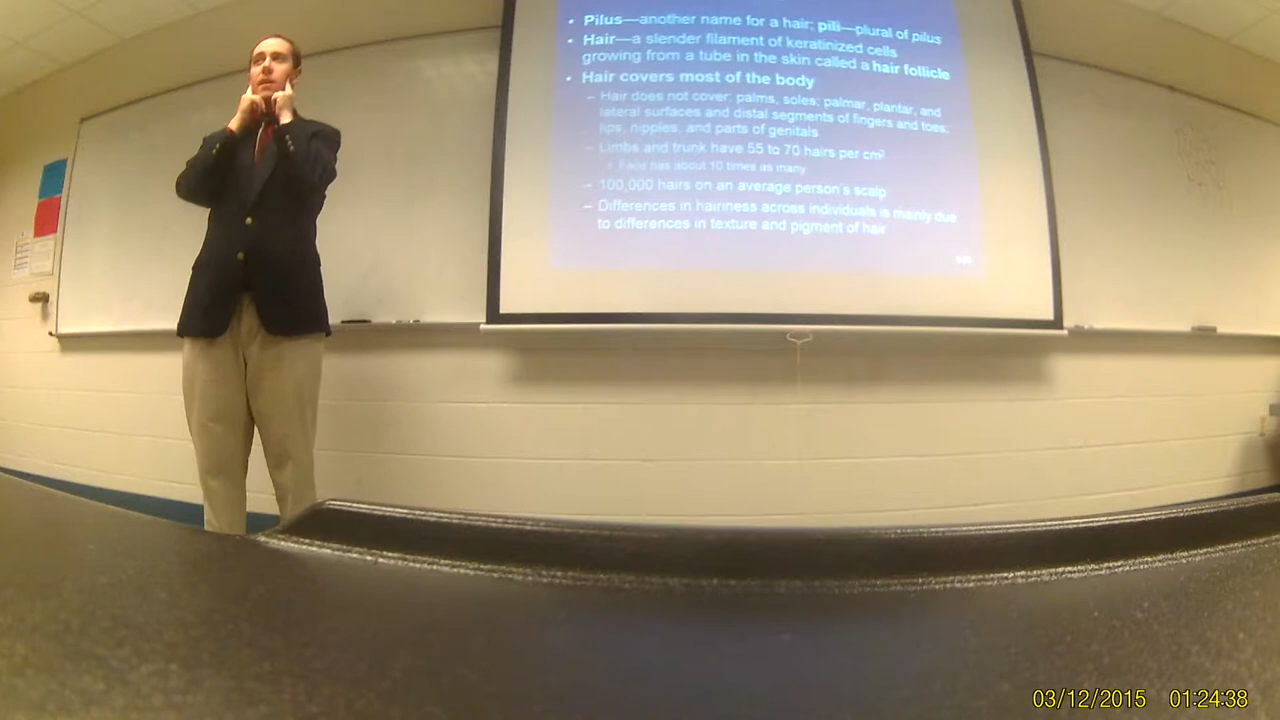 • Pilus—another name for a hair; pili—plural of pilus
• Hair—a slender filament of keratinized cells
growing from a tube in the skin called a hair follicle
• Hair covers most of the body
– Hair does not cover: palms, soles; palmar, plantar, and
lateral surfaces and distal segments of fingers and toes;
lips, nipples, and parts of genitals
– Limbs and trunk have 55 to 70 hairs per cm²
• Face has about 10 times as many
– 100,000 hairs on an average person's scalp
– Differences in hairiness across individuals is mainly due
to differences in texture and pigment of hair
03/12/2015 01:24:38